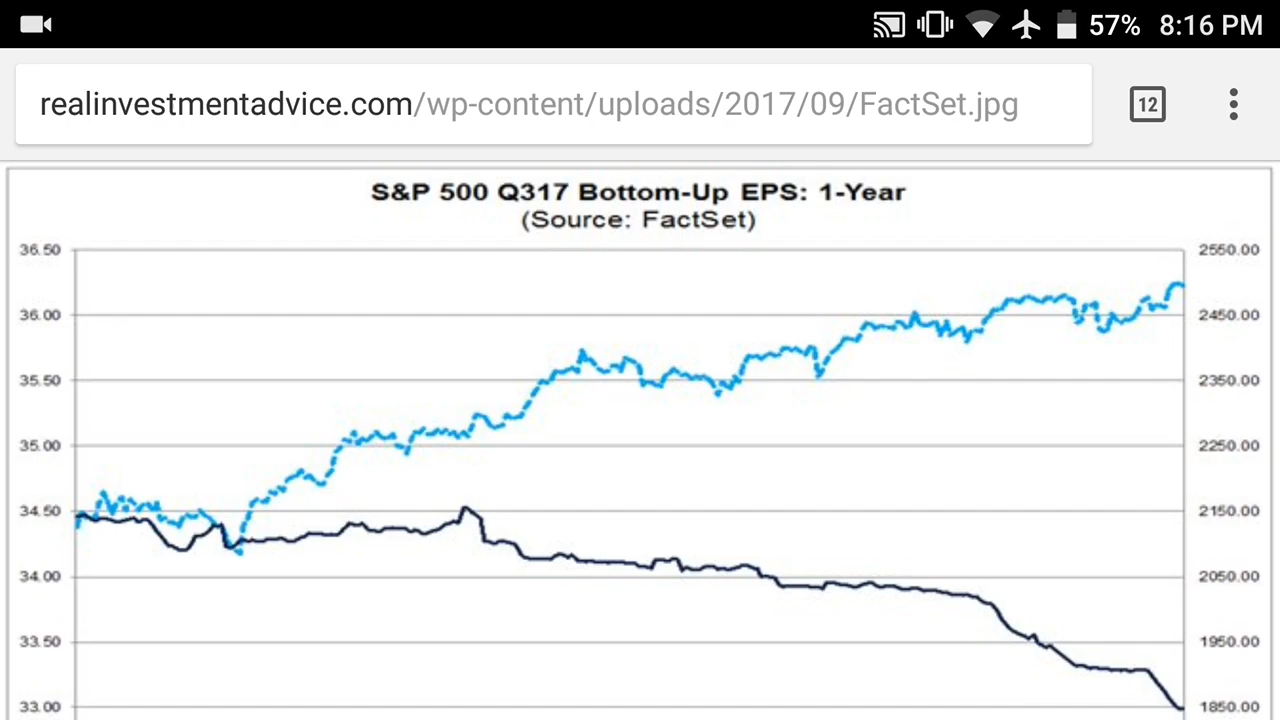 57% 8:16 PM
realinvestmentadvice.com/wp-content/uploads/2017/09/FactSet.jpg
12
S&P 500 Q317 Bottom-Up EPS: 1-Year
(Source: FactSet)
36.50 2550.00
36.00 2450.00
35.50 2350.00
35.00 2250.00
34.50 2150.00
34.00 2050.00
33.50 1950.00
33.00 1850.00